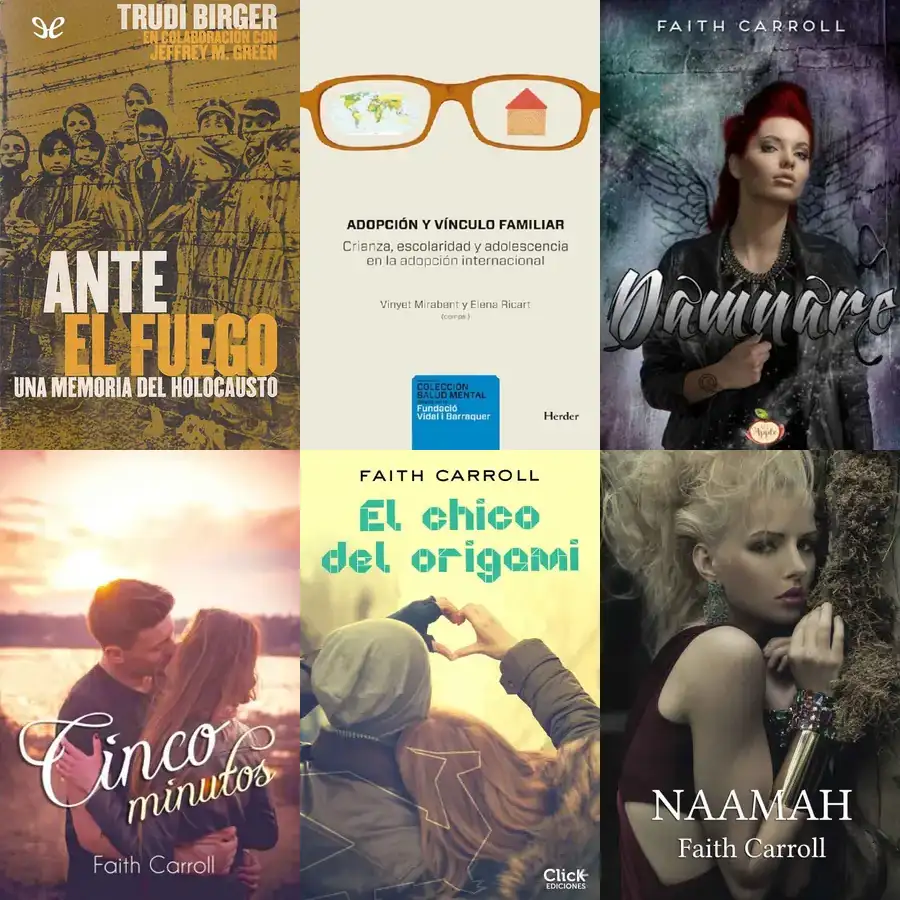 TRUDI BIRGER
EN COLABORACIÓN CON
JEFFREY M. GREEN
ANTE
EL FUEGO
UNA MEMORIA DEL HOLOCAUSTO
ADOPCIÓN Y VÍNCULO FAMILIAR
Crianza, escolaridad y adolescencia
en la adopción internacional
Vinyet Mirabent y Elena Ricart
(comps.)
COLECCIÓN
SALUD MENTAL
Fundació
Vidal i Barraquer
Herder
FAITH CARROLL
Damnare
Apple
Cinco
minutos
Faith Carroll
FAITH CARROLL
El chico
del origami
Click
EDICIONES
NAAMAH
Faith Carroll